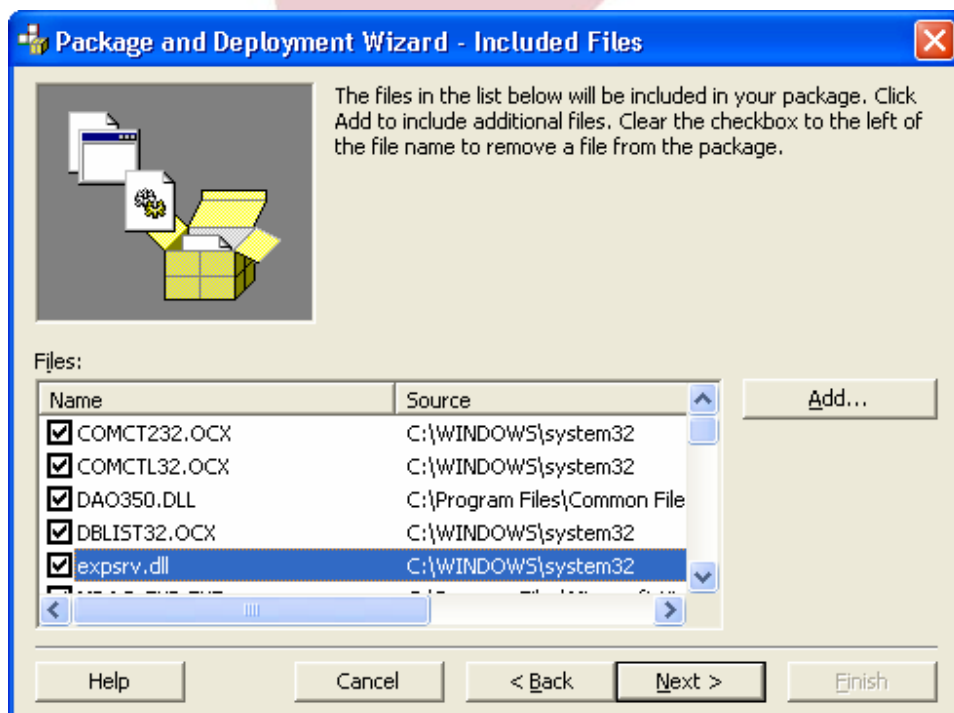 Package and Deployment Wizard - Included Files
The files in the list below will be included in your package. Click
Add to include additional files. Clear the checkbox to the left of
the file name to remove a file from the package.
Files:
Name Source
COMCT232.OCX C:\WINDOWS\system32
COMCTL32.OCX C:\WINDOWS\system32
DAO350.DLL C:\Program Files\Common File
DBLIST32.OCX C:\WINDOWS\system32
expsrv.dll C:\WINDOWS\system32
Add...
Help Cancel < Back Next > Finish